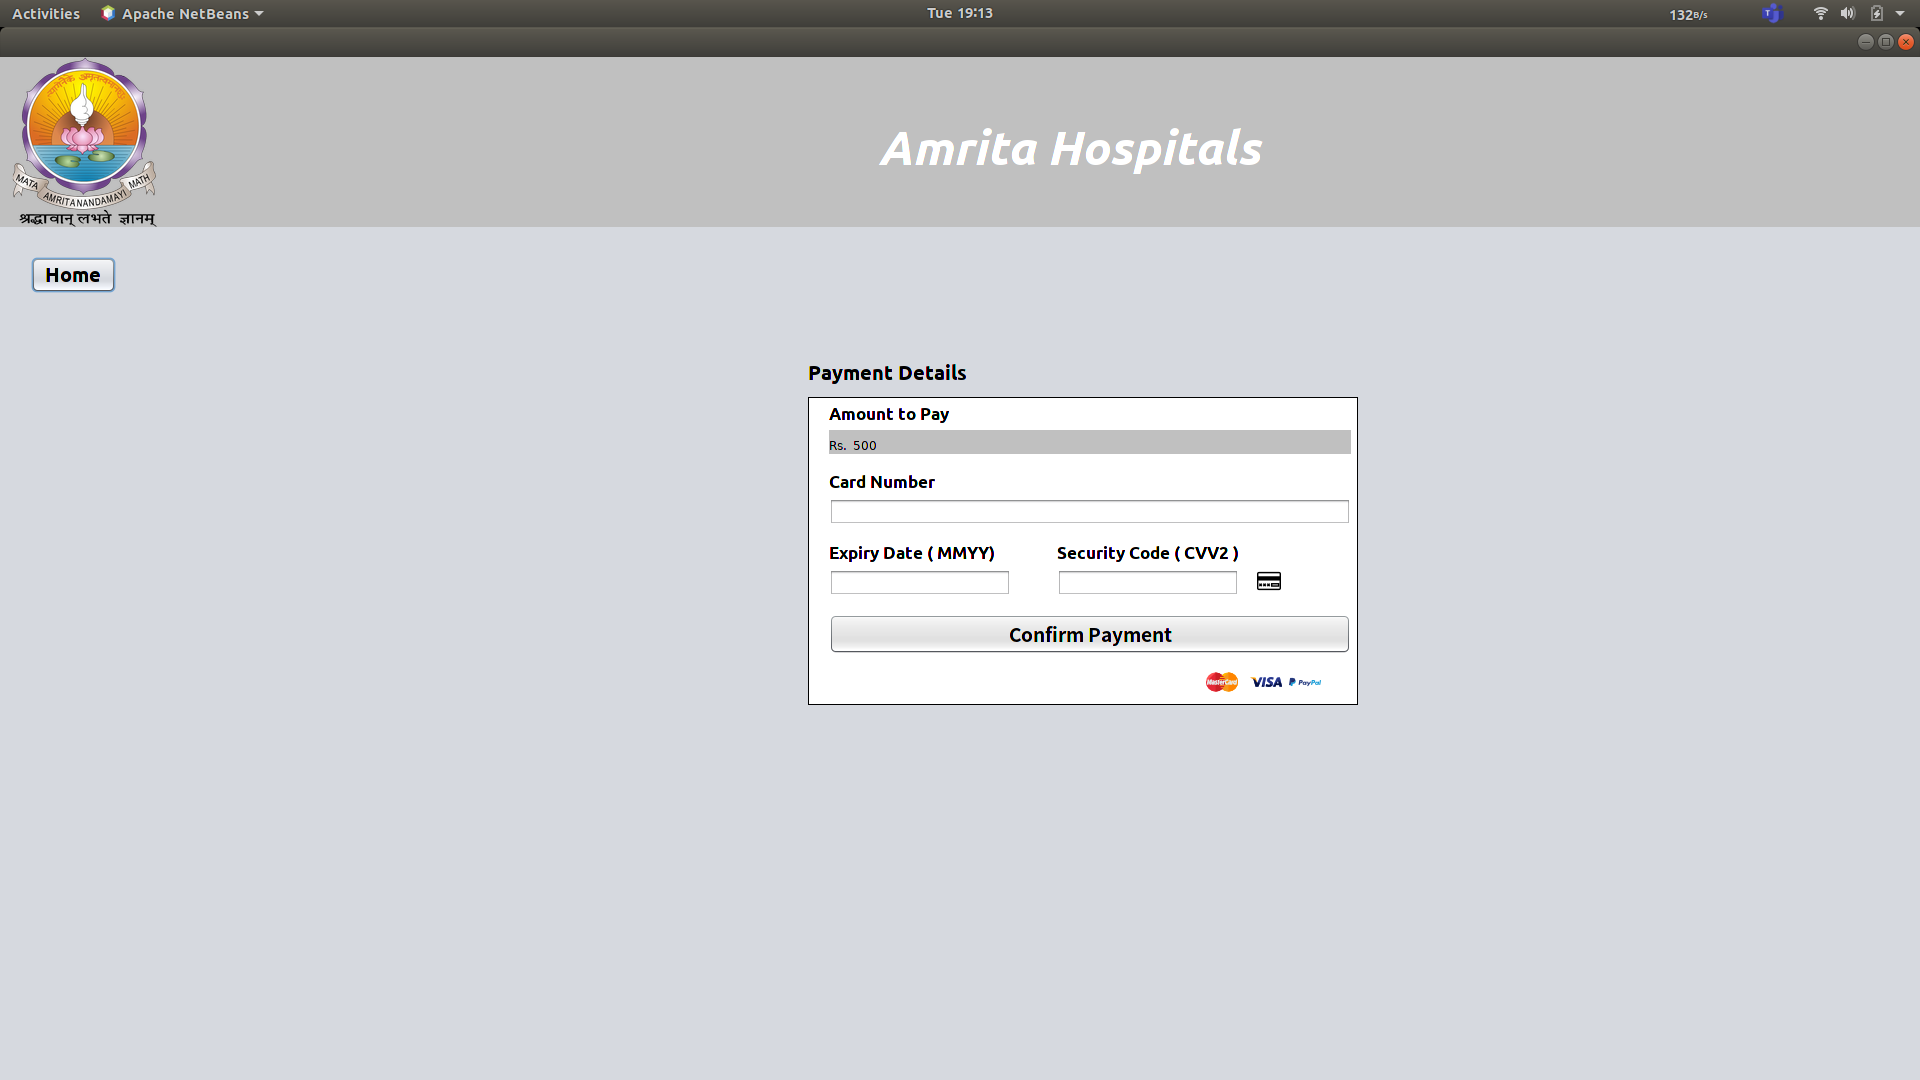 Activities Apache NetBeans Tue 19:13 132B/s
Amrita Hospitals
MATA AMRITANANDAMAYI MATH
श्रद्धावान् लभते ज्ञानम्
Home
Payment Details
Amount to Pay
Rs. 500
Card Number
Expiry Date ( MMYY) Security Code ( CVV2 )
Confirm Payment
MasterCard VISA PayPal